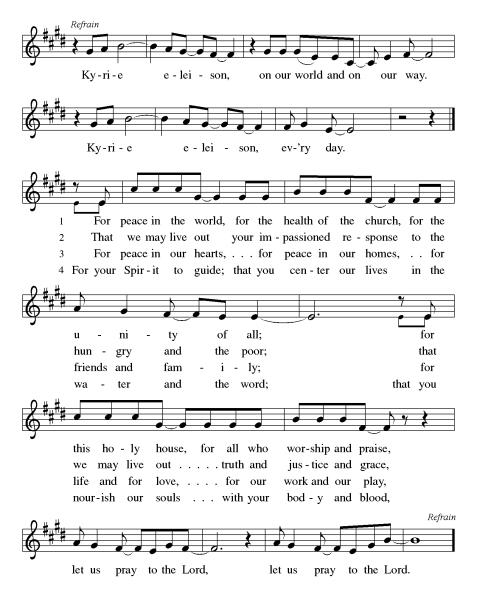 Refrain
Ky - ri - e e - lei - son, on our world and on our way.
Ky - ri - e e - lei - son, ev-'ry day.
1 For peace in the world, for the health of the church, for the
2 That we may live out your im - passioned re - sponse to the
3 For peace in our hearts, . . . for peace in our homes, . . for
4 For your Spir - it to guide; that you cen - ter our lives in the
u - ni - ty of all; for
hun - gry and the poor; that
friends and fam - i - ly; for
wa - ter and the word; that you
this ho - ly house, for all who wor - ship and praise,
we may live out . . . . . truth and jus - tice and grace,
life and for love, . . . . for our work and our play,
nour - ish our souls . . . with your bod - y and blood,
Refrain
let us pray to the Lord, let us pray to the Lord.